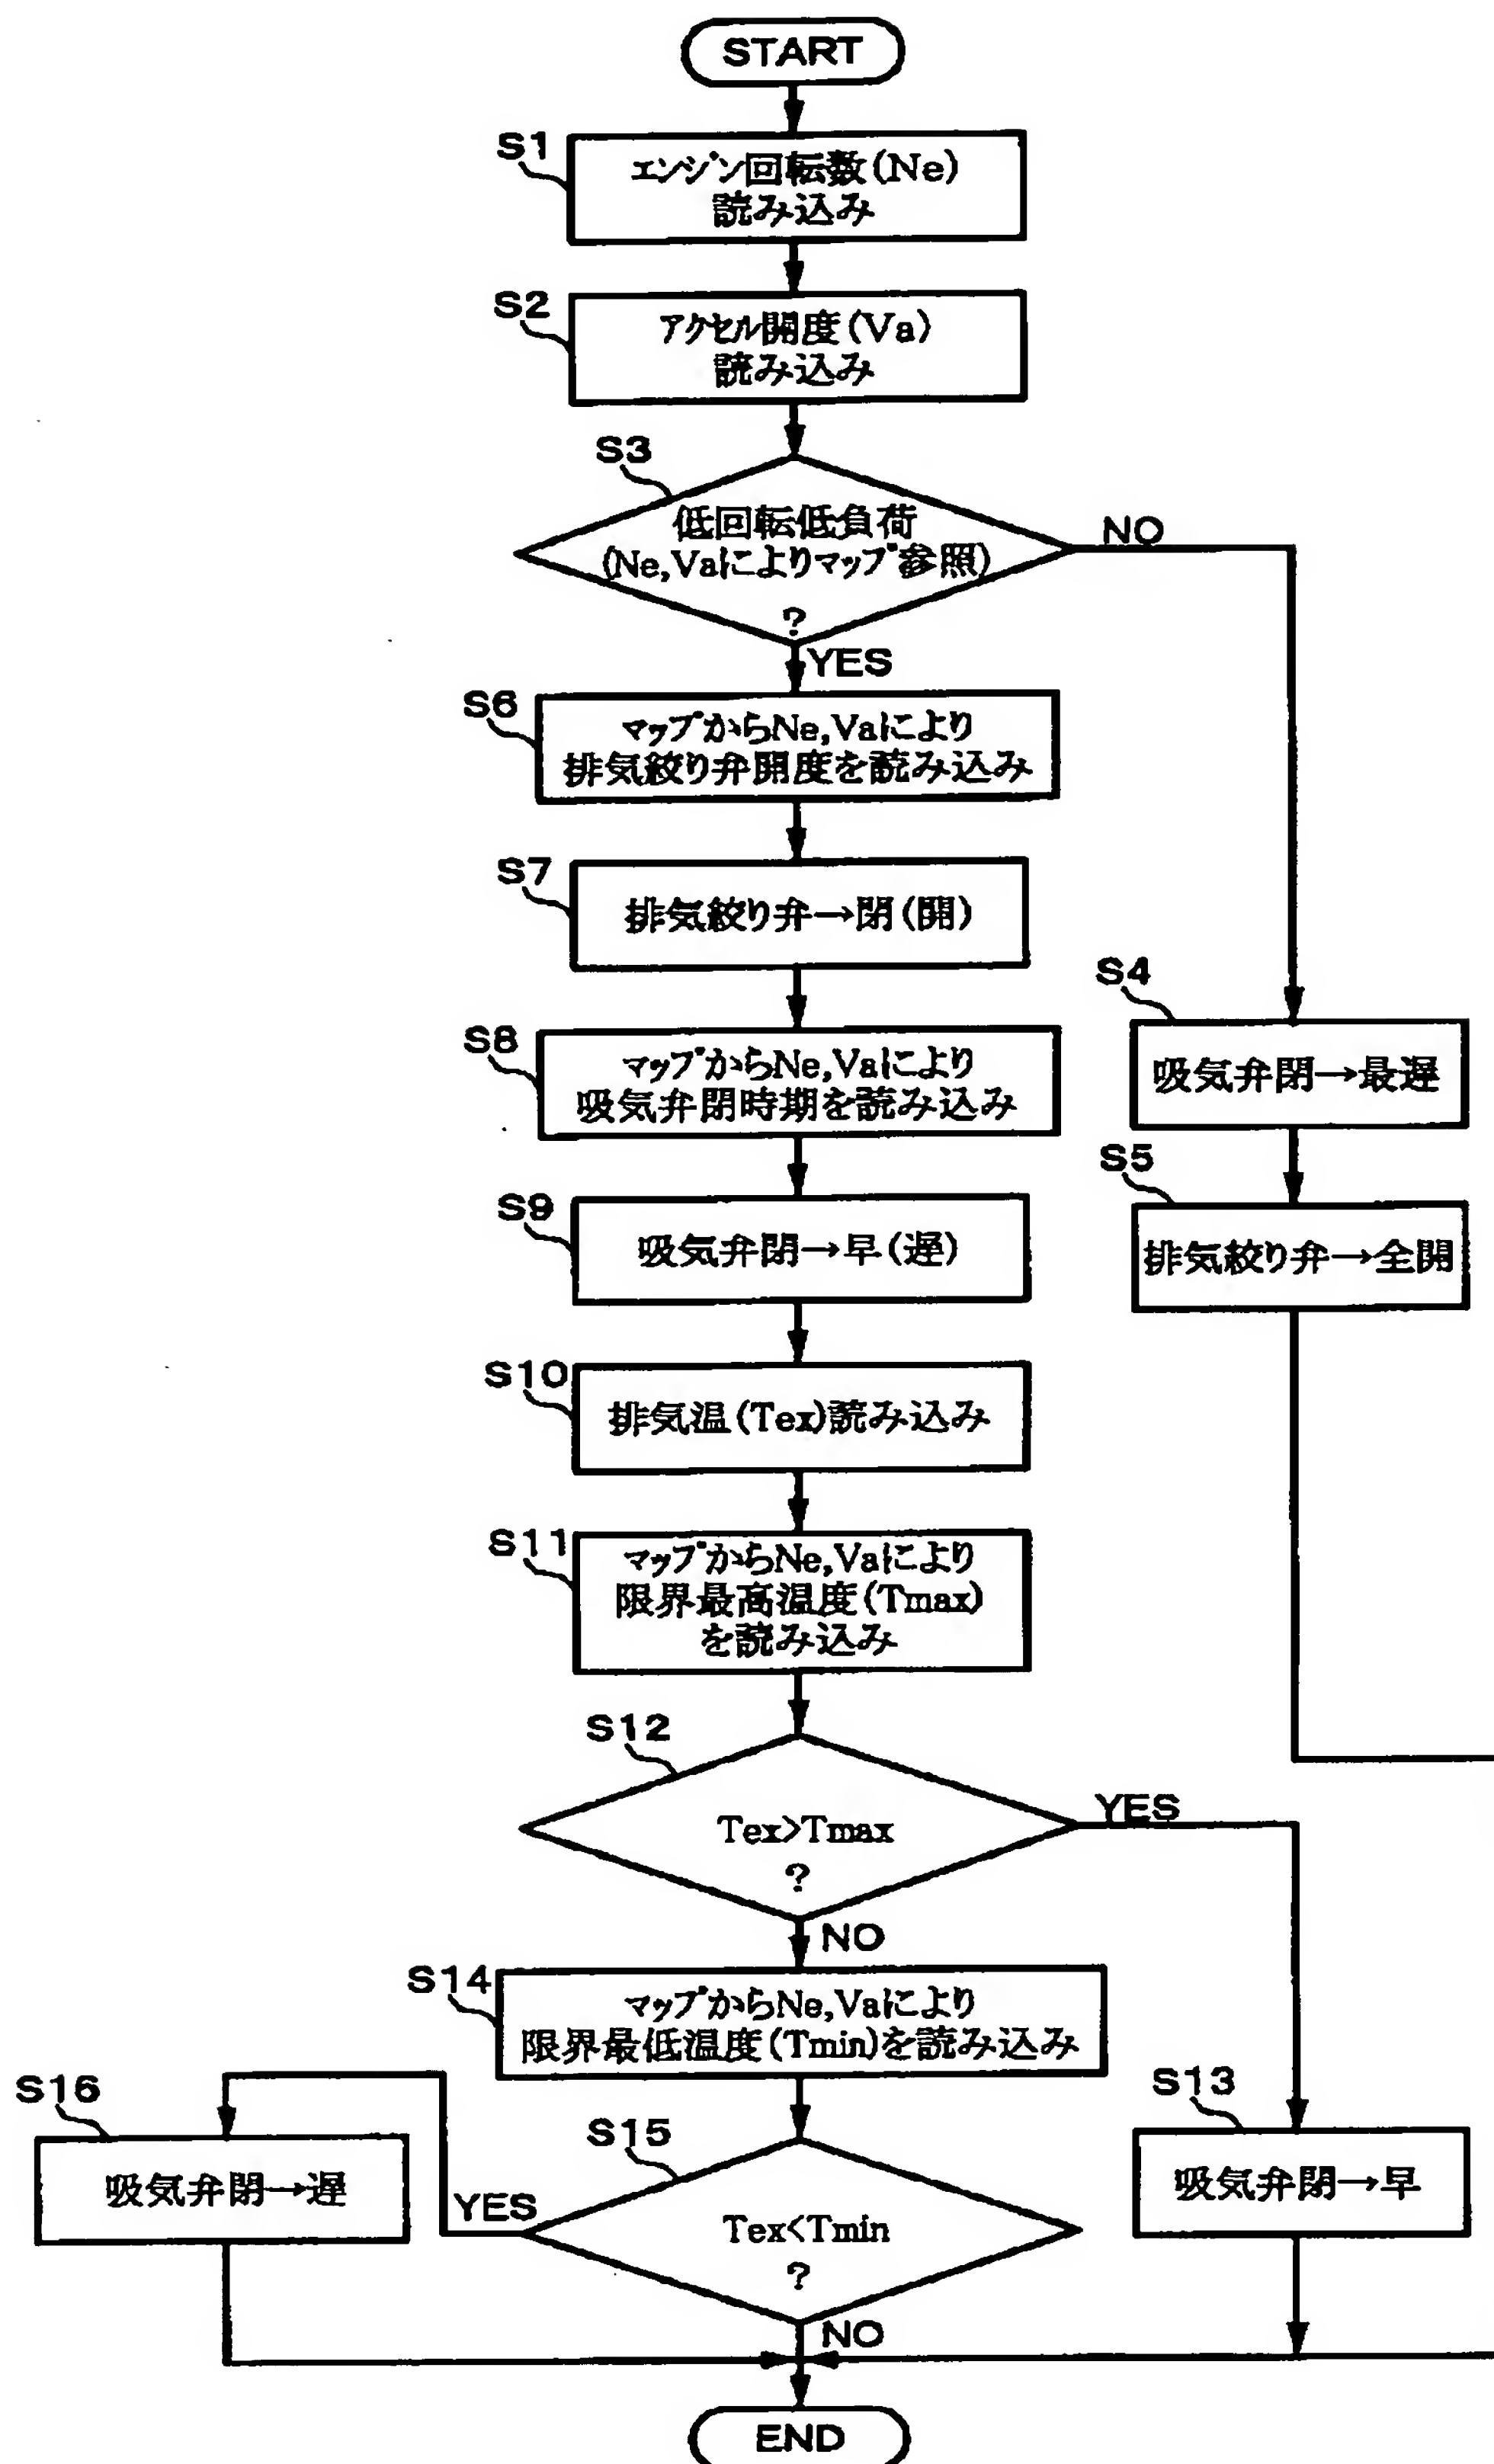 START
S1
エンジン回転数(Ne)
読み込み
S2
アクセル開度(Va)
読み込み
S3
低回転低負荷
(Ne,Vaによりマップ参照)
?
NO
YES
S6
マップからNe,Vaにより
排気絞り弁開度を読み込み
S7
排気絞り弁→閉(開)
S8
マップからNe,Vaにより
吸気弁閉時期を読み込み
S4
吸気弁閉→最遅
S5
排気絞り弁→全開
S9
吸気弁閉→早(遅)
S10
排気温(Tex)読み込み
S11
マップからNe,Vaにより
限界最高温度(Tmax)
を読み込み
S12
Tex>Tmax
?
YES
NO
S14
マップからNe,Vaにより
限界最低温度(Tmin)を読み込み
S13
吸気弁閉→早
S15
Tex<Tmin
?
YES
NO
S16
吸気弁閉→遅
END